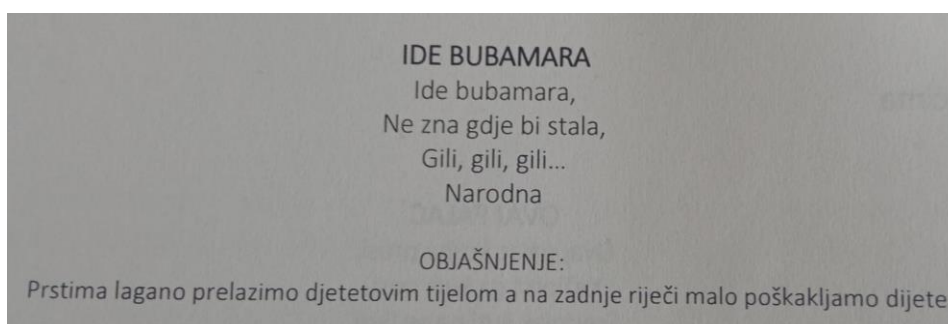 IDE BUBAMARA
Ide bubamara,
Ne zna gdje bi stala,
Gili, gili, gili...
Narodna
OBJAŠNJENJE:
Prstima lagano prelazimo djetetovim tijelom a na zadnje riječi malo poškakljamo dijete